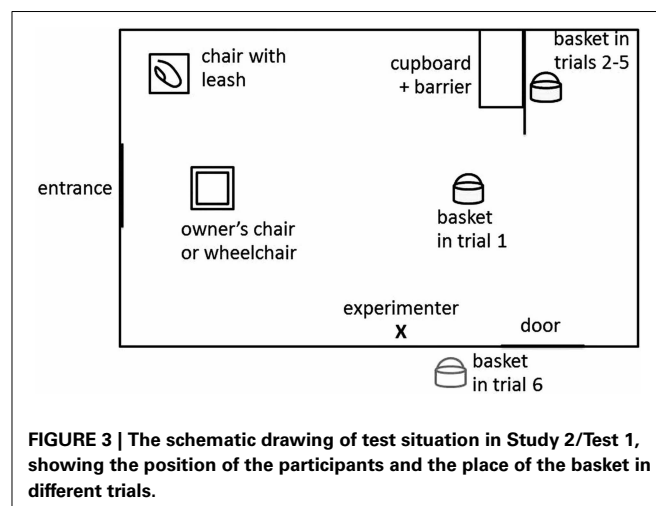 chair with
leash
cupboard
+ barrier
basket in
trials 2-5
entrance
owner's chair
or wheelchair
basket
in trial 1
experimenter
X
door
basket
in trial 6
FIGURE 3 | The schematic drawing of test situation in Study 2/Test 1,
showing the position of the participants and the place of the basket in
different trials.